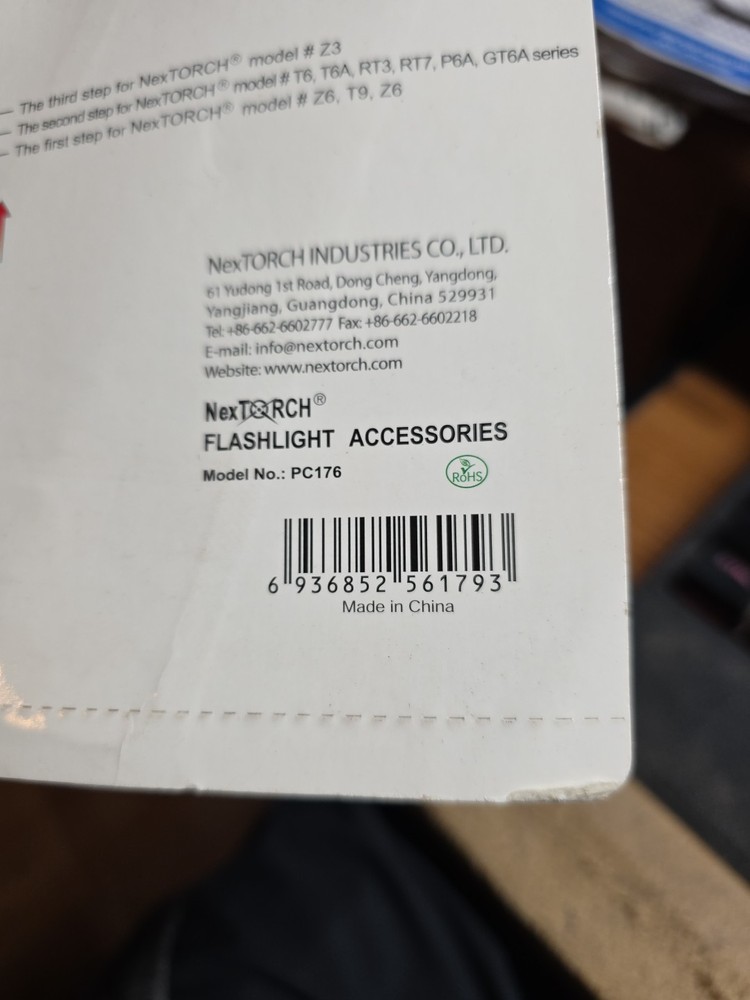 The third step for NexTORCH® model # Z3
The second step for NexTORCH® model # T6, T6A, RT3, RT7, P6A, GT6A series
The first step for NexTORCH® model # Z6, T9, Z6
NexTORCH INDUSTRIES CO., LTD.
61 Yudong 1st Road, Dong Cheng, Yangdong,
Yangjiang, Guangdong, China 529931
Tel: +86-662-6602777 Fax: +86-662-6602218
E-mail: info@nextorch.com
Website: www.nextorch.com
NexTORCH®
FLASHLIGHT ACCESSORIES
Model No.: PC176
RoHS
6 936852 561793
Made in China